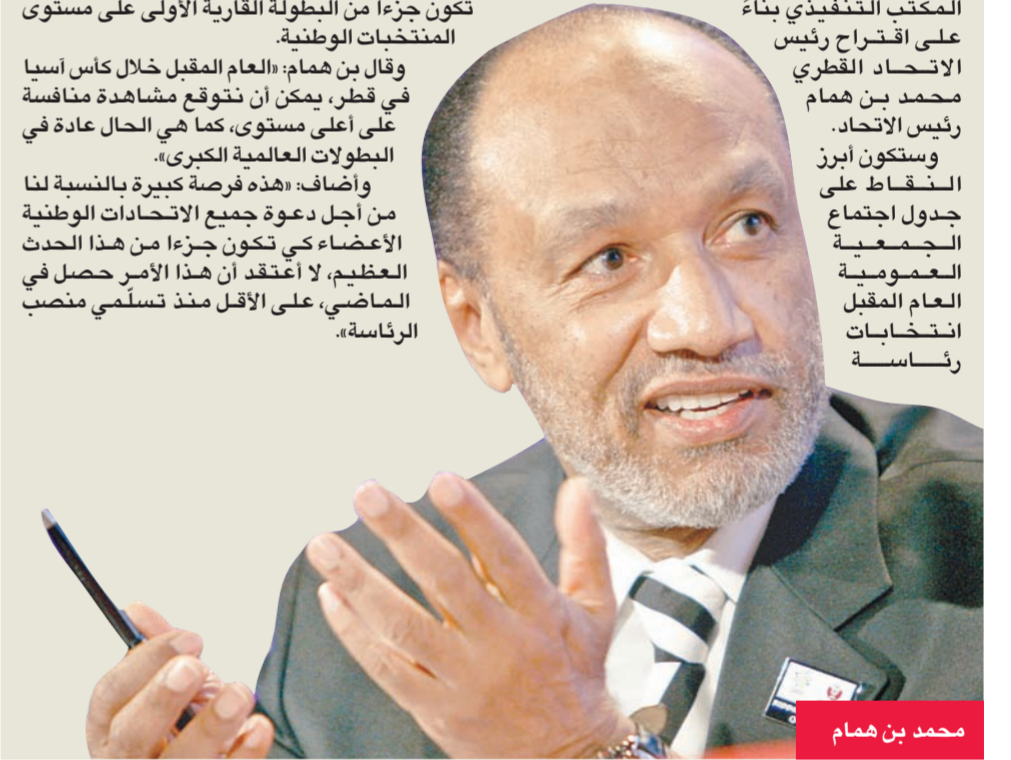 المكتب التنفيذي بناءً
على اقتراح رئيس
الاتحاد القطري
محمد بن همام
رئيس الاتحاد.
وستكون أبرز
النقاط على
جدول اجتماع
الجمعية
العمومية
العام المقبل
انتخابات
رئاسة
تكون جزءا من البطولة القارية الأولى على مستوى
المنتخبات الوطنية.
وقال بن همام: «العام المقبل خلال كأس آسيا
في قطر، يمكن أن نتوقع مشاهدة منافسة
على أعلى مستوى، كما هي الحال عادة في
البطولات العالمية الكبرى».
وأضاف: «هذه فرصة كبيرة بالنسبة لنا
من أجل دعوة جميع الاتحادات الوطنية
الأعضاء كي تكون جزءا من هذا الحدث
العظيم، لا أعتقد أن هذا الأمر حصل في
الماضي، على الأقل منذ تسلّمي منصب
الرئاسة».
محمد بن همام